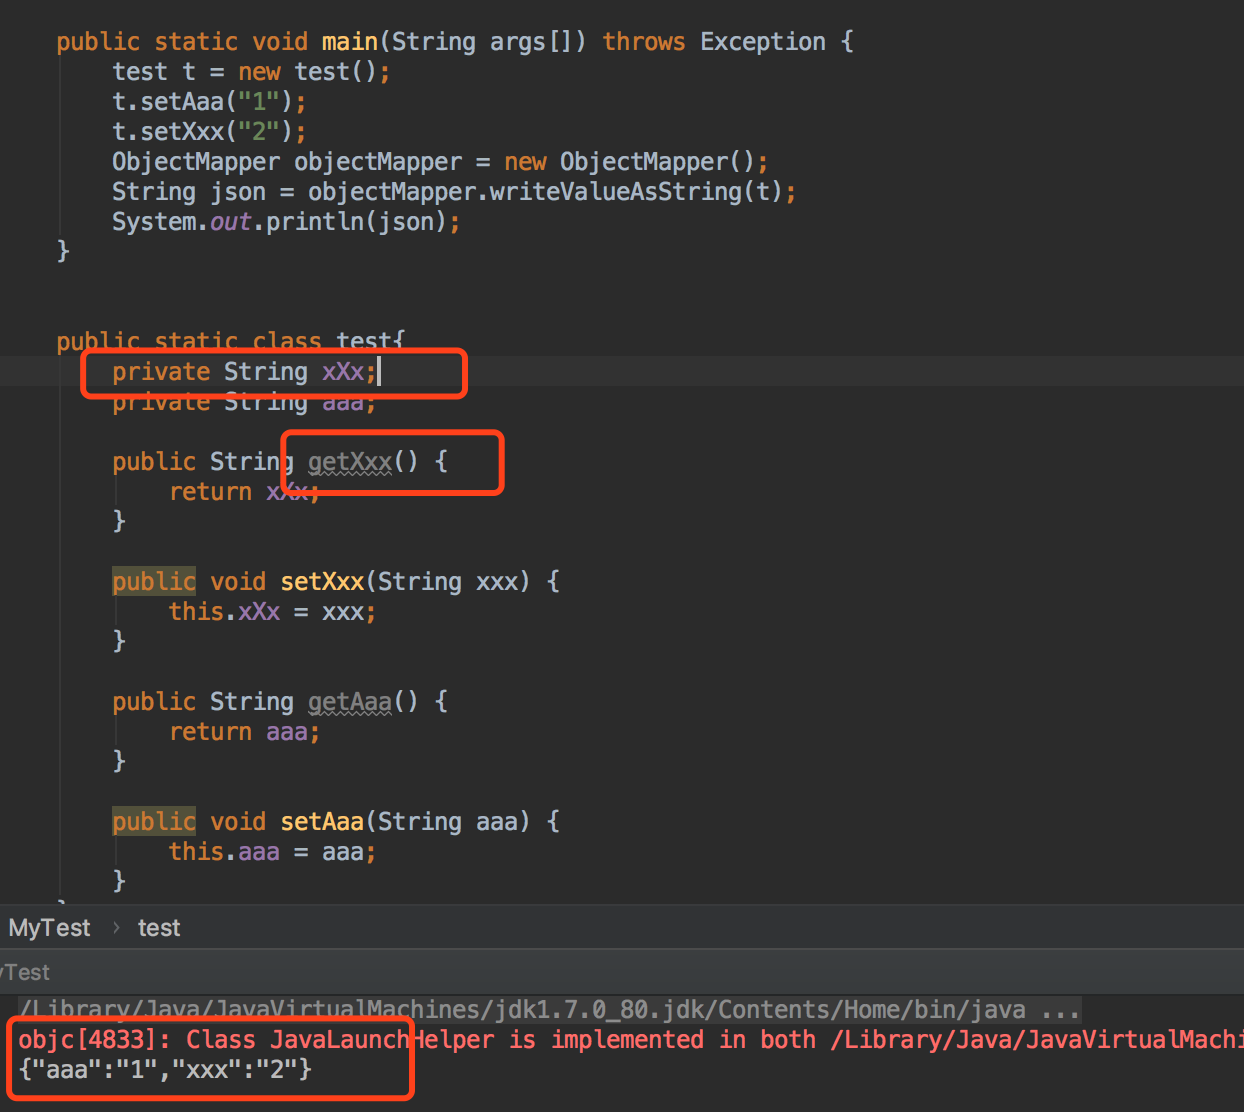 public static void main(String args[]) throws Exception {
test t = new test();
t.setAaa("1");
t.setXxx("2");
ObjectMapper objectMapper = new ObjectMapper();
String json = objectMapper.writeValueAsString(t);
System.out.println(json);
}
public static class test{
private String xXx;
private String aaa;
public String getXxx() {
return xXx;
}
public void setXxx(String xxx) {
this.xXx = xxx;
}
public String getAaa() {
return aaa;
}
public void setAaa(String aaa) {
this.aaa = aaa;
}
MyTest › test
yTest
/Library/Java/JavaVirtualMachines/jdk1.7.0_80.jdk/Contents/Home/bin/java ...
objc[4833]: Class JavaLaunchHelper is implemented in both /Library/Java/JavaVirtualMachi
{"aaa":"1","xxx":"2"}